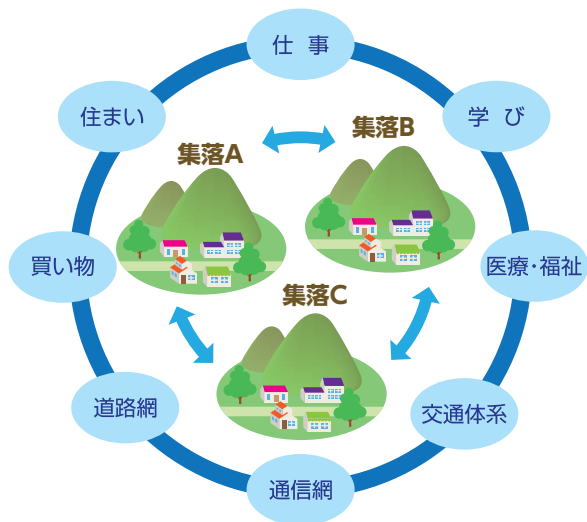 仕 事
住まい
学 び
集落A
集落B
買い物
医療・福祉
集落C
道路網
交通体系
通信網